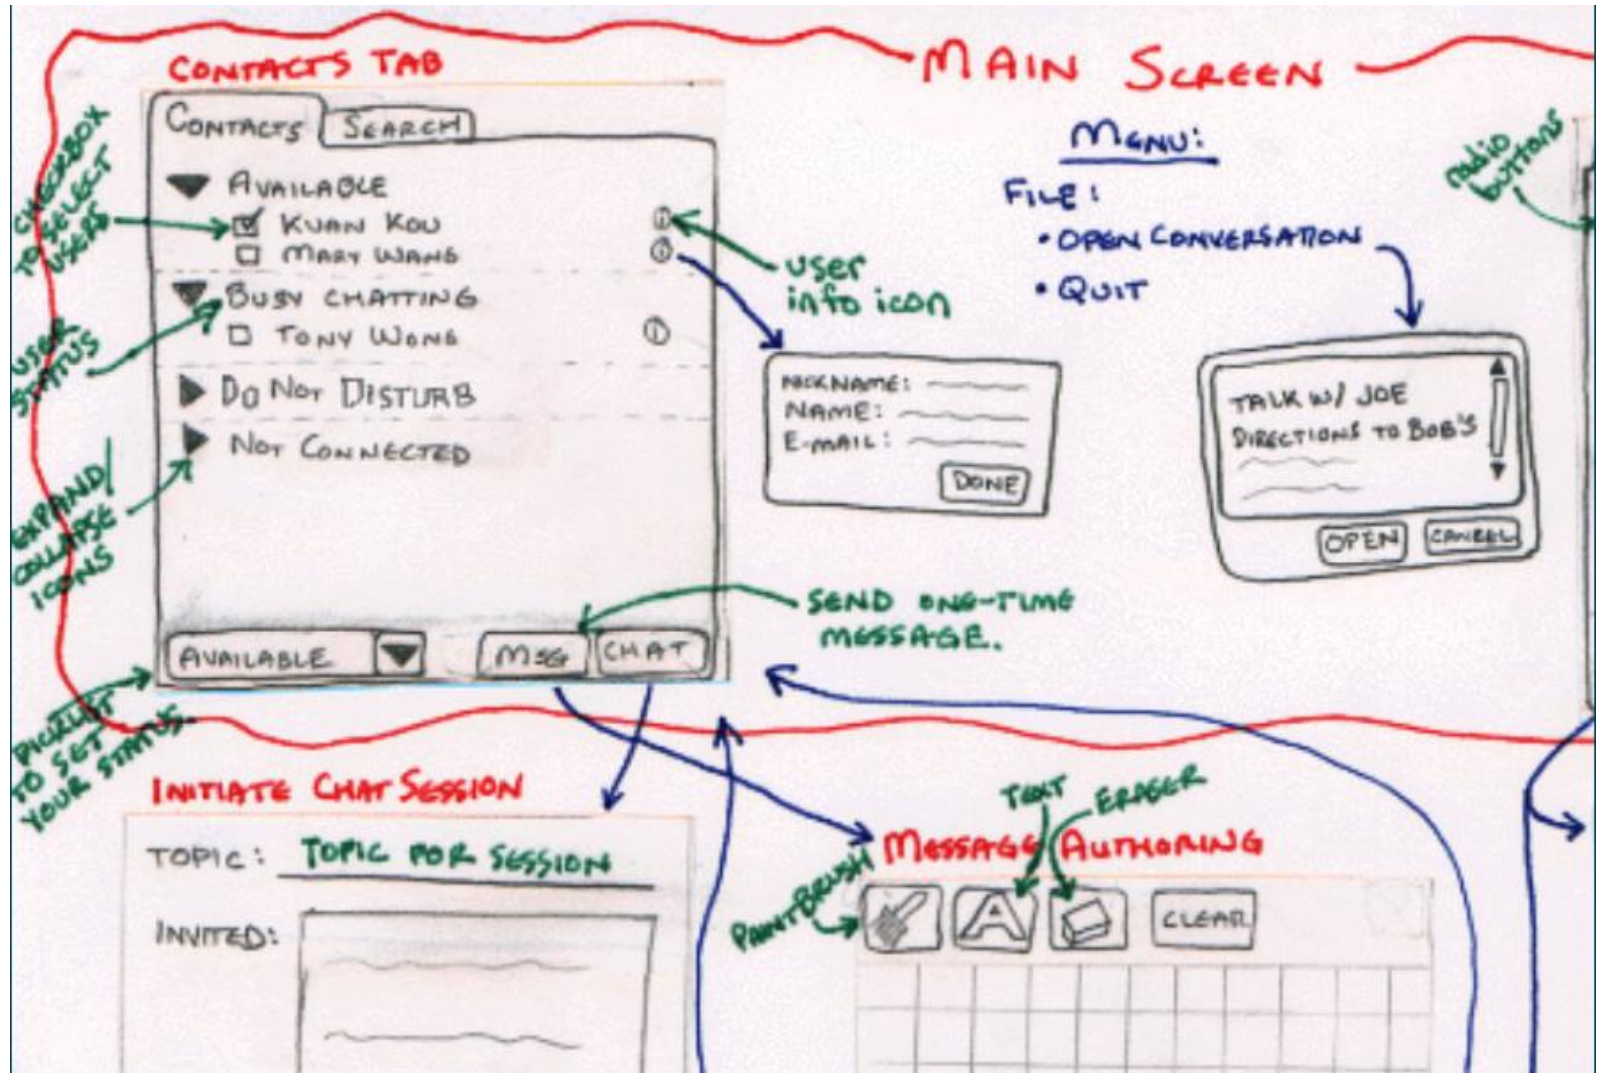 MAIN SCREEN
CONTACTS TAB
CONTACTS
SEARCH
AVAILABLE
KUAN KOU
MARY WANG
BUSY CHATTING
TONY WONG
DO NOT DISTURB
NOT CONNECTED
AVAILABLE
MSG
CHAT
CHECKBOX
TO SELECT
USERS
USER
STATUS
EXPAND/
COLLAPSE
ICONS
PICKLIST
TO SET
YOUR STATUS.
user
info icon
SEND ONE-TIME
MESSAGE.
NICKNAME:
NAME:
E-MAIL:
DONE
MENU:
FILE:
• OPEN CONVERSATION
• QUIT
TALK W/ JOE
DIRECTIONS TO BOB'S
OPEN
CANCEL
radio
buttons
INITIATE CHAT SESSION
TOPIC: TOPIC FOR SESSION
INVITED:
TEXT
ERASER
MESSAGE AUTHORING
PAINTBRUSH
A
CLEAR